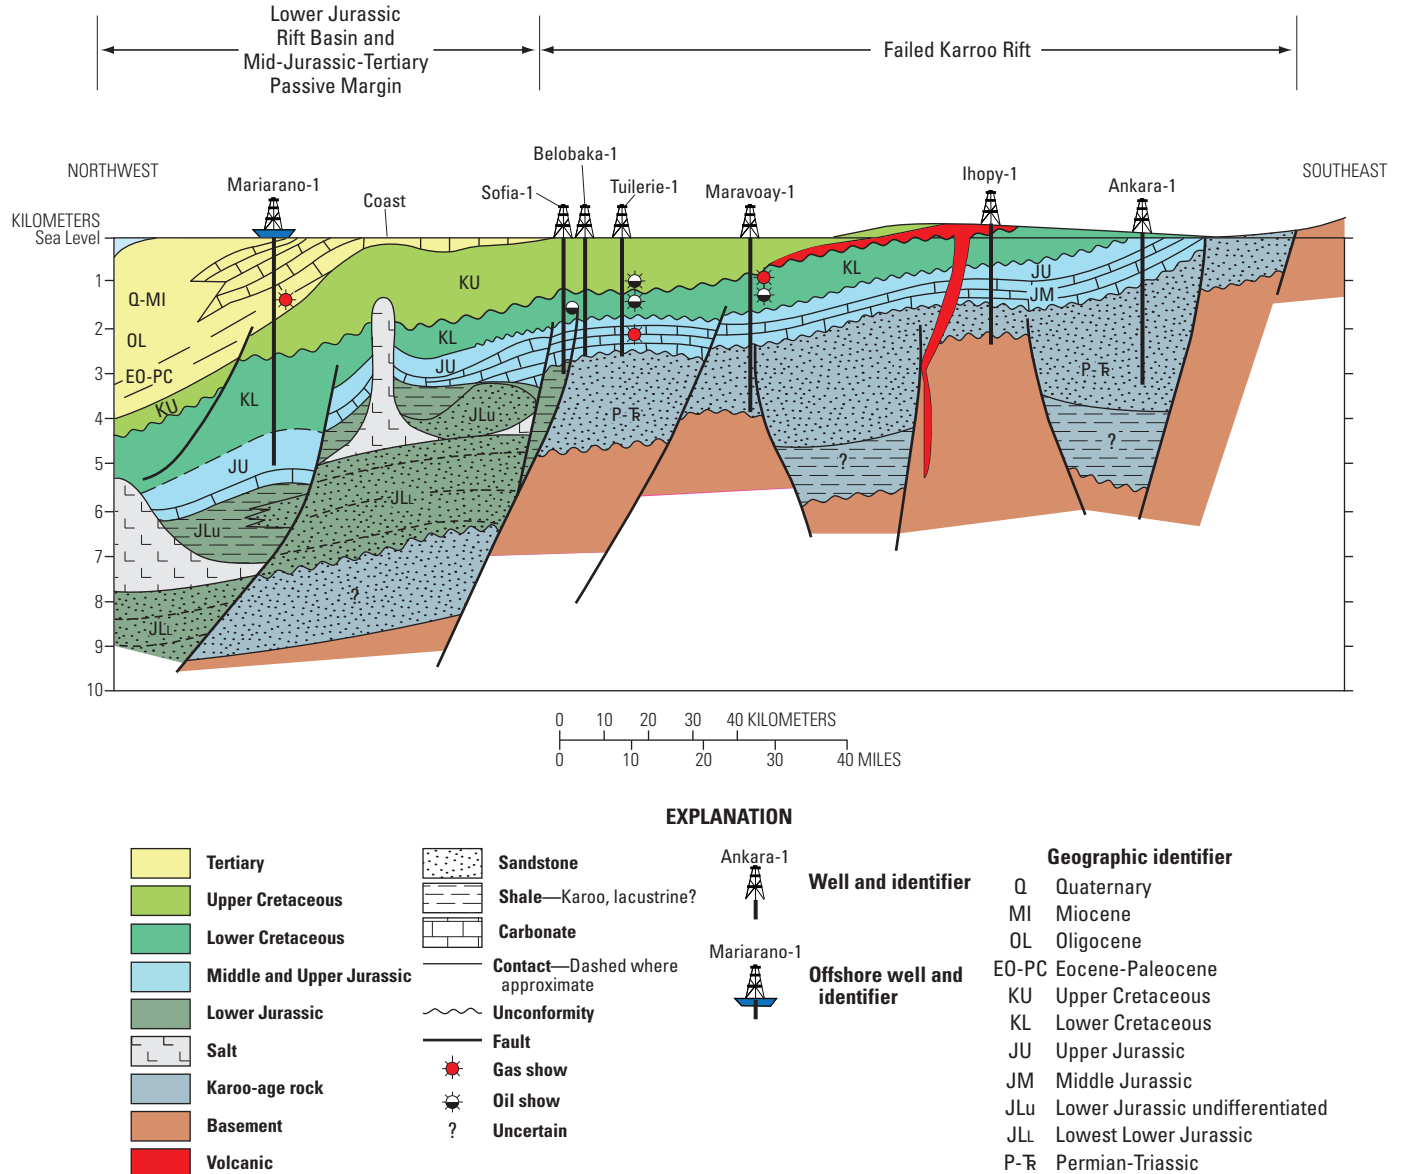 Lower Jurassic
Rift Basin and
Mid-Jurassic-Tertiary
Passive Margin
Failed Karroo Rift
NORTHWEST
SOUTHEAST
Mariarano-1
Coast
Sofia-1
Belobaka-1
Tuilerie-1
Maravoay-1
Ihopy-1
Ankara-1
KILOMETERS
Sea Level
1
2
3
4
5
6
7
8
9
10
Q-MI
OL
EO-PC
KU
KL
JU
JLu
JLL
KU
KL
JU
JLu
JLL
?
P-TR
KL
JU
JM
?
P-TR
?
0 10 20 30 40 KILOMETERS
0 10 20 30 40 MILES
EXPLANATION
Tertiary
Upper Cretaceous
Lower Cretaceous
Middle and Upper Jurassic
Lower Jurassic
Salt
Karoo-age rock
Basement
Volcanic
Sandstone
Shale—Karoo, lacustrine?
Carbonate
Contact—Dashed where
approximate
Unconformity
Fault
Gas show
Oil show
? Uncertain
Ankara-1
Well and identifier
Mariarano-1
Offshore well and
identifier
Geographic identifier
Q Quaternary
MI Miocene
OL Oligocene
EO-PC Eocene-Paleocene
KU Upper Cretaceous
KL Lower Cretaceous
JU Upper Jurassic
JM Middle Jurassic
JLu Lower Jurassic undifferentiated
JLL Lowest Lower Jurassic
P-TR Permian-Triassic